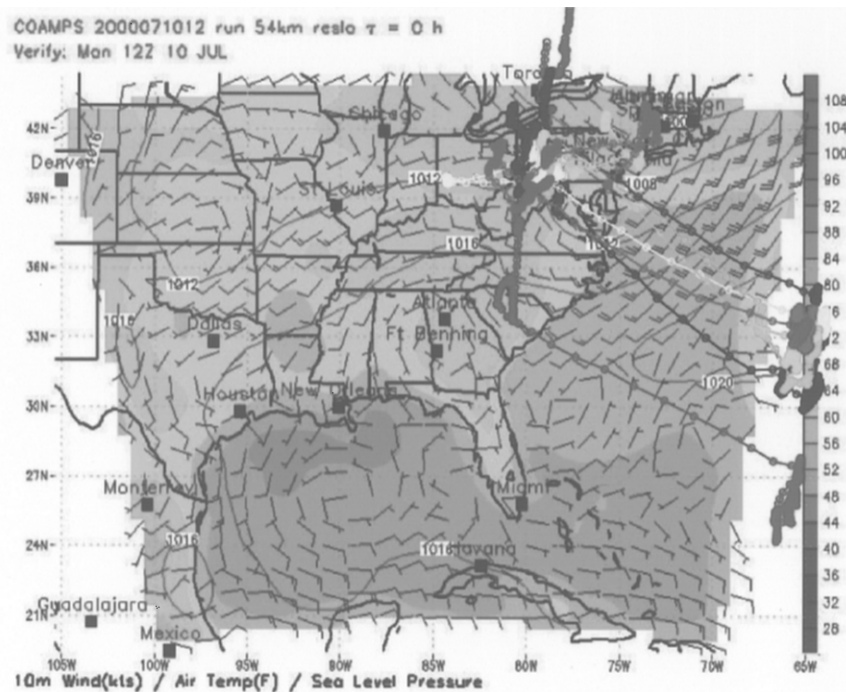 COAMPS 2000071012 run 54km reslo τ = 0 h
Verify: Mon 12Z 10 JUL
Toronto
108
Chicago
42N
104
1016
100
Denver
1012
1008
96
39N
St Louis
92
88
1016
1012
84
36N
80
1012
Atlanta
76
1016
Dallas
Ft Benning
33N
72
68
1020
Houston
New Orleans
64
30N
60
56
27N
52
Monterrey
Miami
48
44
1016
1016
Havana
24N
40
36
Guadalajara
32
21N
Mexico
28
105W
100W
95W
90W
85W
80W
75W
70W
65W
10m Wind(kts) / Air Temp(F) / Sea Level Pressure